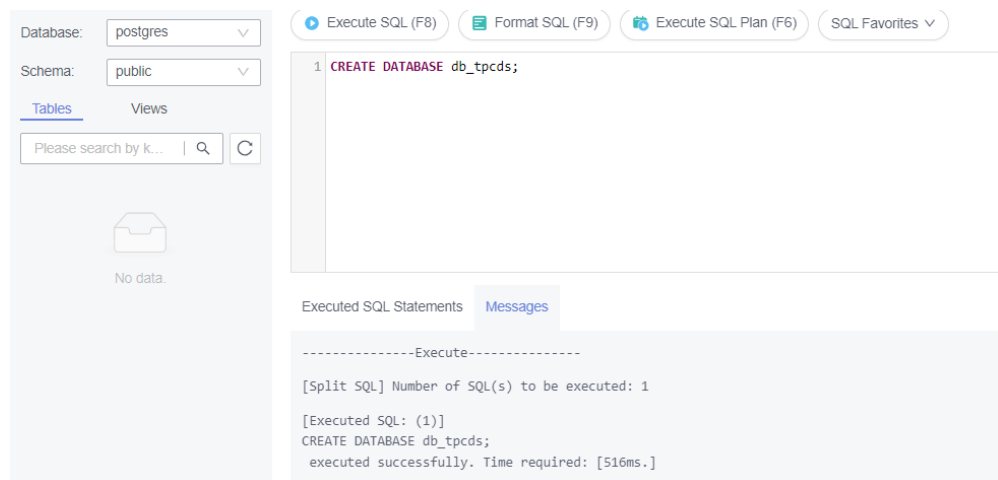 Database:
postgres
Schema:
public
Tables
Views
Please search by k...
No data.
Execute SQL (F8)
Format SQL (F9)
Execute SQL Plan (F6)
SQL Favorites
1 CREATE DATABASE db_tpcds;
Executed SQL Statements
Messages
---------------Execute---------------
[Split SQL] Number of SQL(s) to be executed: 1
[Executed SQL: (1)]
CREATE DATABASE db_tpcds;
executed successfully. Time required: [516ms.]